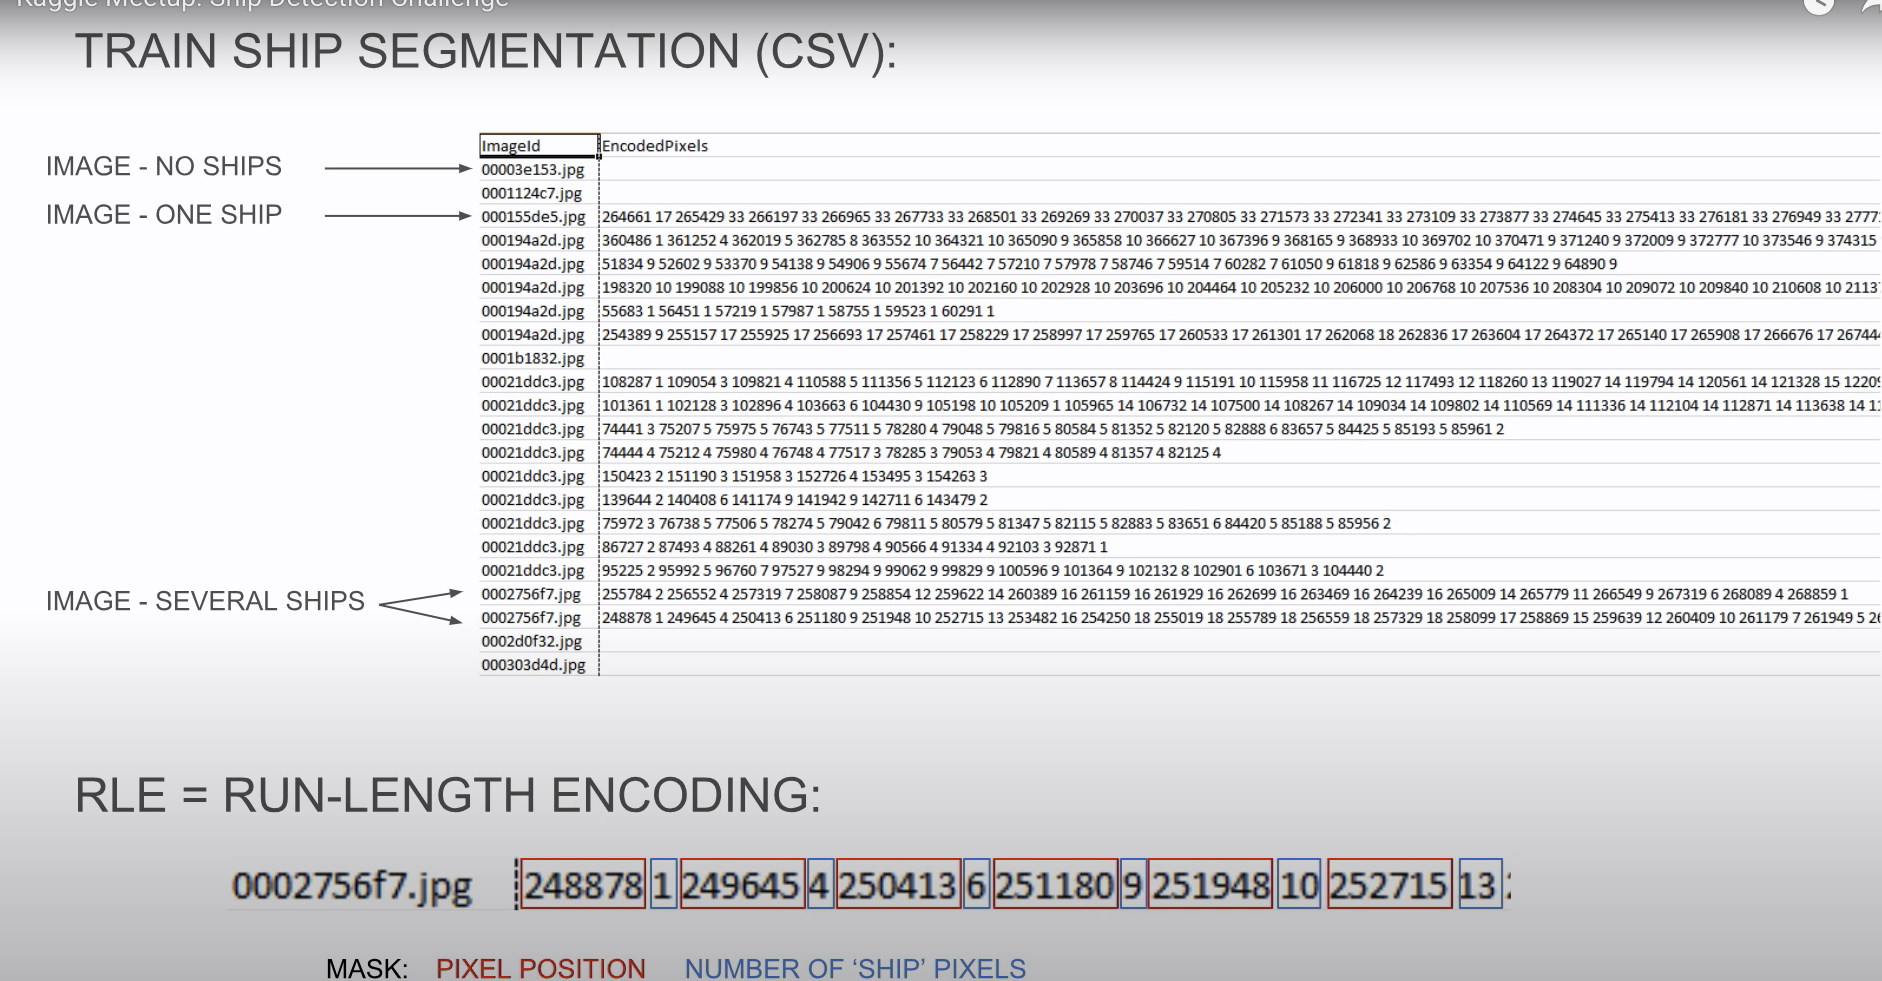 Kaggle Meetup: Ship Detection Challenge
TRAIN SHIP SEGMENTATION (CSV):
ImageId EncodedPixels
IMAGE - NO SHIPS 00003e153.jpg
0001124c7.jpg
IMAGE - ONE SHIP 000155de5.jpg 264661 17 265429 33 266197 33 266965 33 267733 33 268501 33 269269 33 270037 33 270805 33 271573 33 272341 33 273109 33 273877 33 274645 33 275413 33 276181 33 276949 33 2777
000194a2d.jpg 360486 1 361252 4 362019 5 362785 8 363552 10 364321 10 365090 9 365858 10 366627 10 367396 9 368165 9 368933 10 369702 10 370471 9 371240 9 372009 9 372777 10 373546 9 374315
000194a2d.jpg 51834 9 52602 9 53370 9 54138 9 54906 9 55674 7 56442 7 57210 7 57978 7 58746 7 59514 7 60282 7 61050 9 61818 9 62586 9 63354 9 64122 9 64890 9
000194a2d.jpg 198320 10 199088 10 199856 10 200624 10 201392 10 202160 10 202928 10 203696 10 204464 10 205232 10 206000 10 206768 10 207536 10 208304 10 209072 10 209840 10 210608 10 2113
000194a2d.jpg 55683 1 56451 1 57219 1 57987 1 58755 1 59523 1 60291 1
000194a2d.jpg 254389 9 255157 17 255925 17 256693 17 257461 17 258229 17 258997 17 259765 17 260533 17 261301 17 262068 18 262836 17 263604 17 264372 17 265140 17 265908 17 266676 17 26744
0001b1832.jpg
00021ddc3.jpg 108287 1 109054 3 109821 4 110588 5 111356 5 112123 6 112890 7 113657 8 114424 9 115191 10 115958 11 116725 12 117493 12 118260 13 119027 14 119794 14 120561 14 121328 15 1220
00021ddc3.jpg 101361 1 102128 3 102896 4 103663 6 104430 9 105198 10 105209 1 105965 14 106732 14 107500 14 108267 14 109034 14 109802 14 110569 14 111336 14 112104 14 112871 14 113638 14 1
00021ddc3.jpg 74441 3 75207 5 75975 5 76743 5 77511 5 78280 4 79048 5 79816 5 80584 5 81352 5 82120 5 82888 6 83657 5 84425 5 85193 5 85961 2
00021ddc3.jpg 74444 4 75212 4 75980 4 76748 4 77517 3 78285 3 79053 4 79821 4 80589 4 81357 4 82125 4
00021ddc3.jpg 150423 2 151190 3 151958 3 152726 4 153495 3 154263 3
00021ddc3.jpg 139644 2 140408 6 141174 9 141942 9 142711 6 143479 2
00021ddc3.jpg 75972 3 76738 5 77506 5 78274 5 79042 6 79811 5 80579 5 81347 5 82115 5 82883 5 83651 6 84420 5 85188 5 85956 2
00021ddc3.jpg 86727 2 87493 4 88261 4 89030 3 89798 4 90566 4 91334 4 92103 3 92871 1
00021ddc3.jpg 95225 2 95992 5 96760 7 97527 9 98294 9 99062 9 99829 9 100596 9 101364 9 102132 8 102901 6 103671 3 104440 2
IMAGE - SEVERAL SHIPS 0002756f7.jpg 255784 2 256552 4 257319 7 258087 9 258854 12 259622 14 260389 16 261159 16 261929 16 262699 16 263469 16 264239 16 265009 14 265779 11 266549 9 267319 6 268089 4 268859 1
0002756f7.jpg 248878 1 249645 4 250413 6 251180 9 251948 10 252715 13 253482 16 254250 18 255019 18 255789 18 256559 18 257329 18 258099 17 258869 15 259639 12 260409 10 261179 7 261949 5 2
0002d0f32.jpg
000303d4d.jpg
RLE = RUN-LENGTH ENCODING:
0002756f7.jpg 248878 1 249645 4 250413 6 251180 9 251948 10 252715 13
MASK: PIXEL POSITION NUMBER OF ‘SHIP’ PIXELS